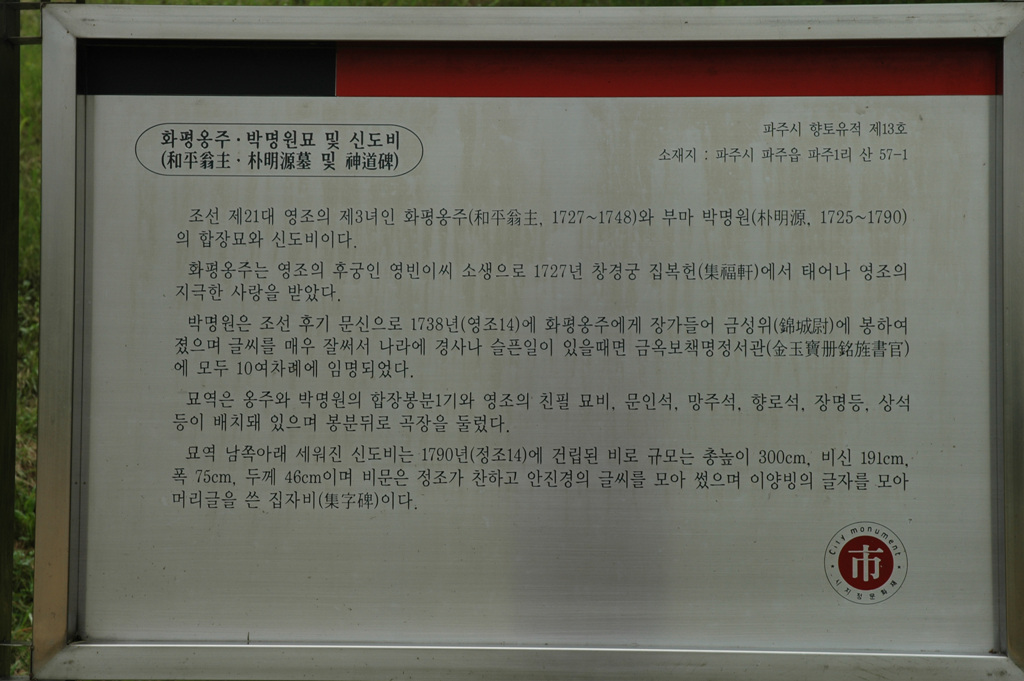 화평옹주·박명원묘 및 신도비
(和平翁主·朴明源墓 및 神道碑)
파주시 향토유적 제13호
소재지 : 파주시 파주읍 파주1리 산 57-1
조선 제21대 영조의 제3녀인 화평옹주(和平翁主, 1727~1748)와 부마 박명원(朴明源, 1725~1790)
의 합장묘와 신도비이다.
화평옹주는 영조의 후궁인 영빈이씨 소생으로 1727년 창경궁 집복헌(集福軒)에서 태어나 영조의
지극한 사랑을 받았다.
박명원은 조선 후기 문신으로 1738년(영조14)에 화평옹주에게 장가들어 금성위(錦城尉)에 봉하여
졌으며 글씨를 매우 잘써서 나라에 경사나 슬픈일이 있을때면 금옥보책명정서관(金玉寶册銘旌書官)
에 모두 10여차례에 임명되었다.
묘역은 옹주와 박명원의 합장봉분1기와 영조의 친필 묘비, 문인석, 망주석, 향로석, 장명등, 상석
등이 배치돼 있으며 봉분뒤로 곡장을 둘렀다.
묘역 남쪽아래 세워진 신도비는 1790년(정조14)에 건립된 비로 규모는 총높이 300cm, 비신 191cm,
폭 75cm, 두께 46cm이며 비문은 정조가 찬하고 안진경의 글씨를 모아 썼으며 이양빙의 글자를 모아
머리글을 쓴 집자비(集字碑)이다.
City monument
市
시지정문화재